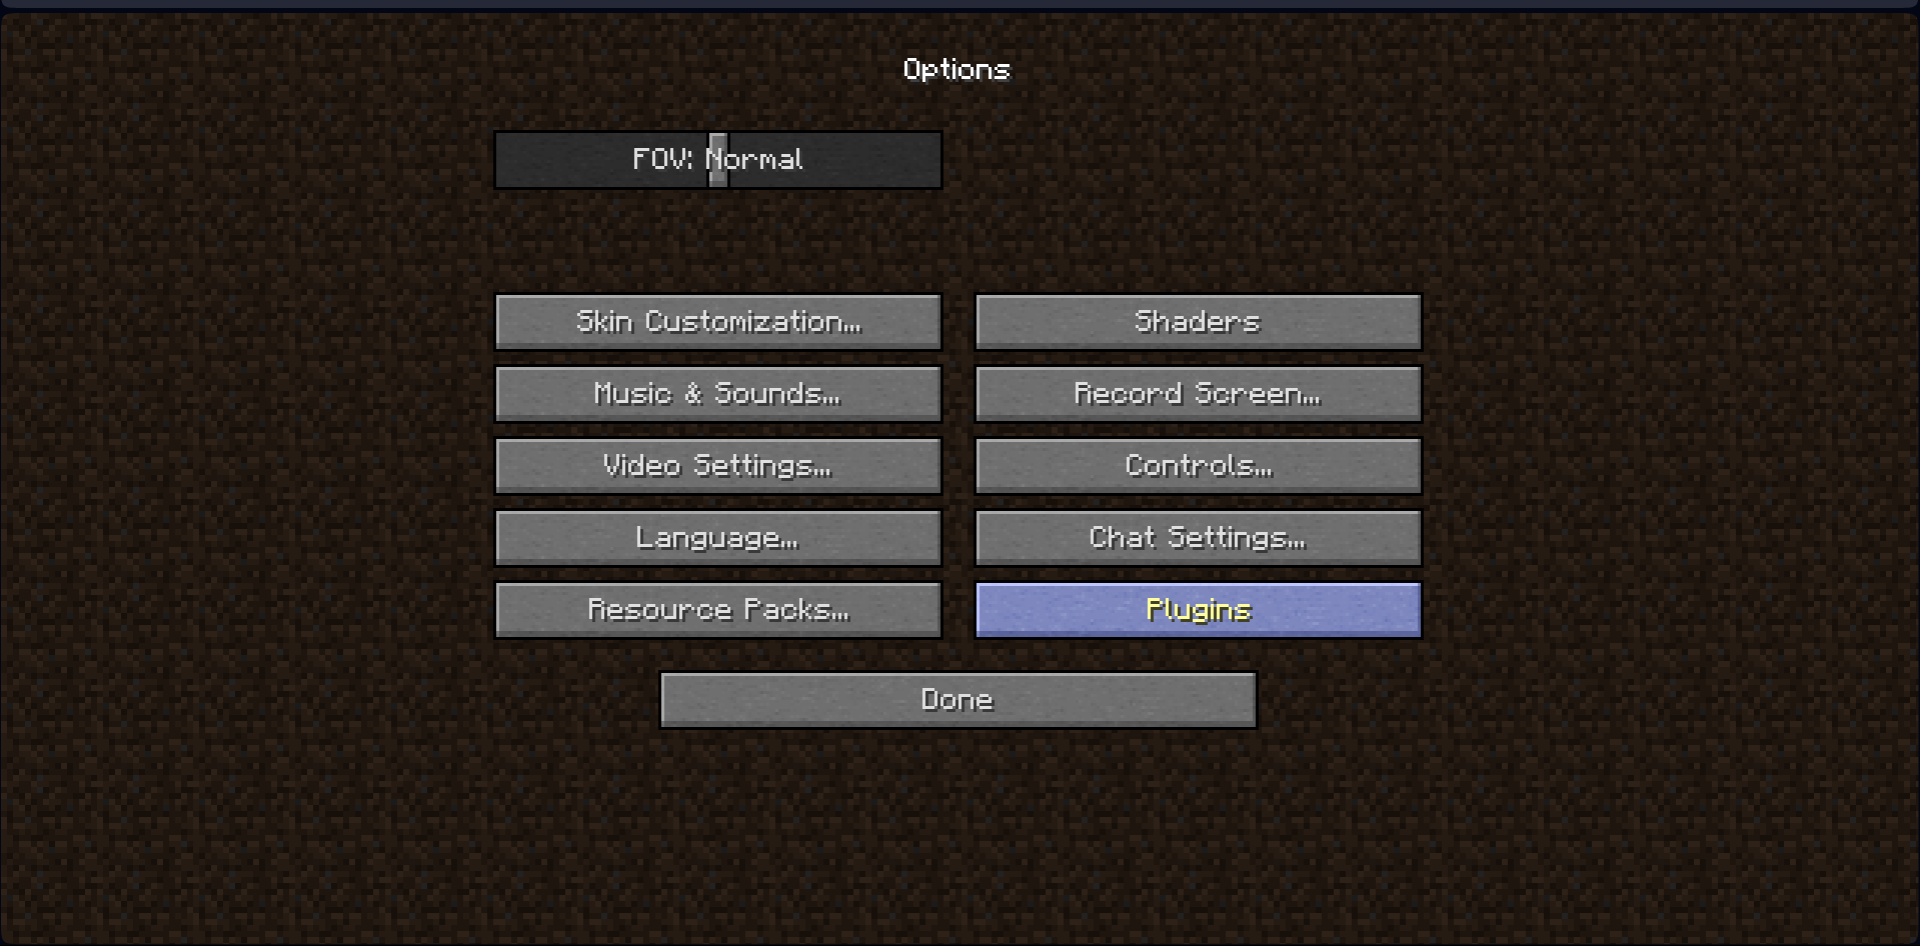 Options
FOV: Normal
Skin Customization...
Shaders
Music & Sounds...
Record Screen...
Video Settings...
Controls...
Language...
Chat Settings...
Resource Packs...
Plugins
Done